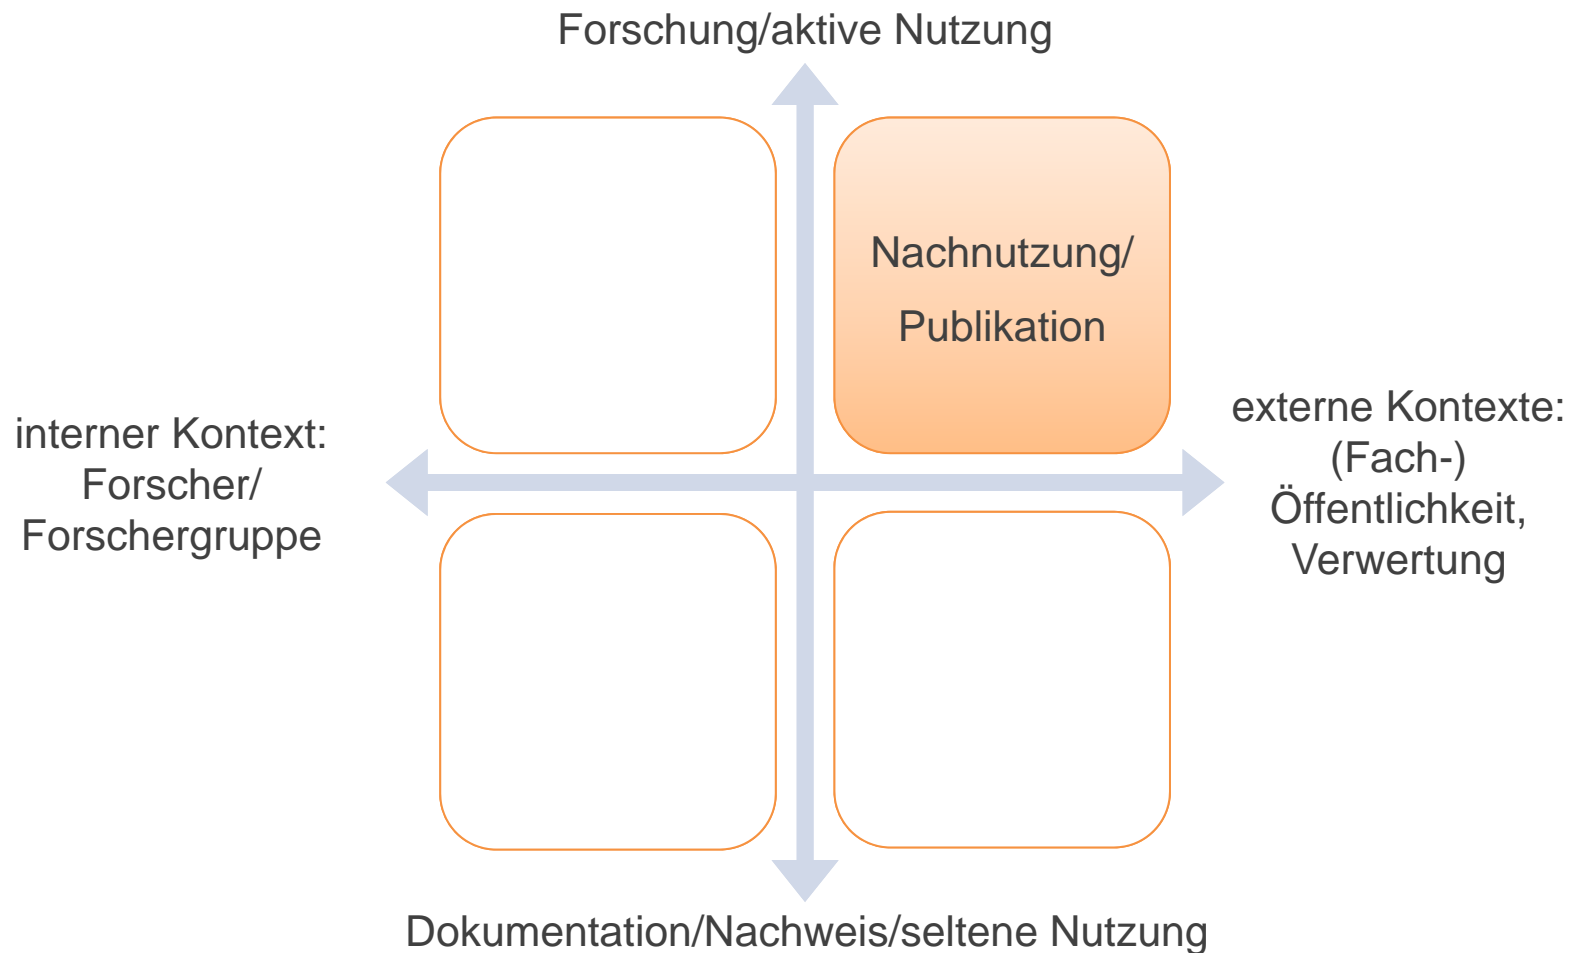 Forschung/aktive Nutzung
Nachnutzung/
Publikation
interner Kontext:
Forscher/
Forschergruppe
externe Kontexte:
(Fach-)
Öffentlichkeit,
Verwertung
Dokumentation/Nachweis/seltene Nutzung